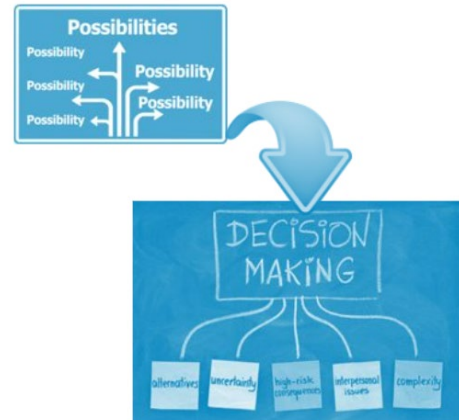 Possibilities
Possibility
Possibility
Possibility
Possibility
Possibility
DECISION
MAKING
alternatives
uncertainty
high-risk
consequences
interpersonal
issues
complexity